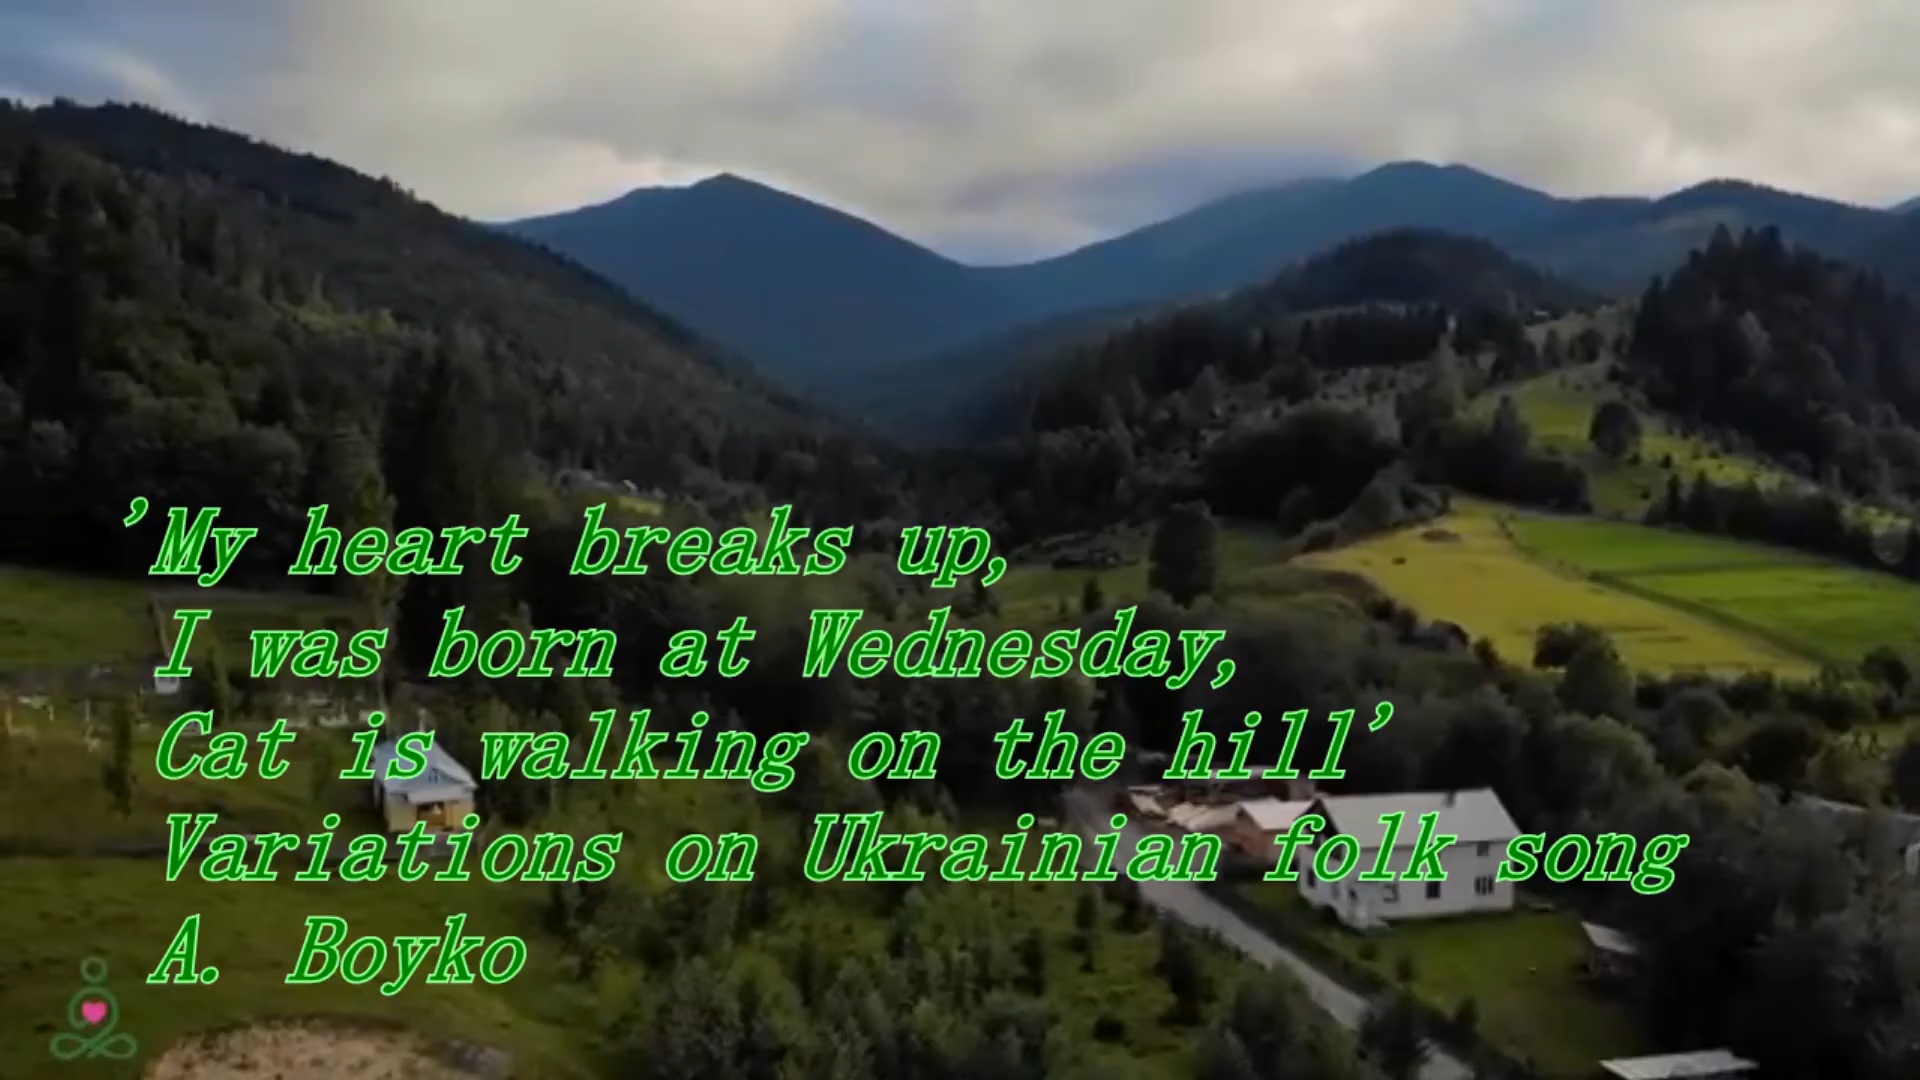 'My heart breaks up,
I was born at Wednesday,
Cat is walking on the hill'
Variations on Ukrainian folk song
A. Boyko